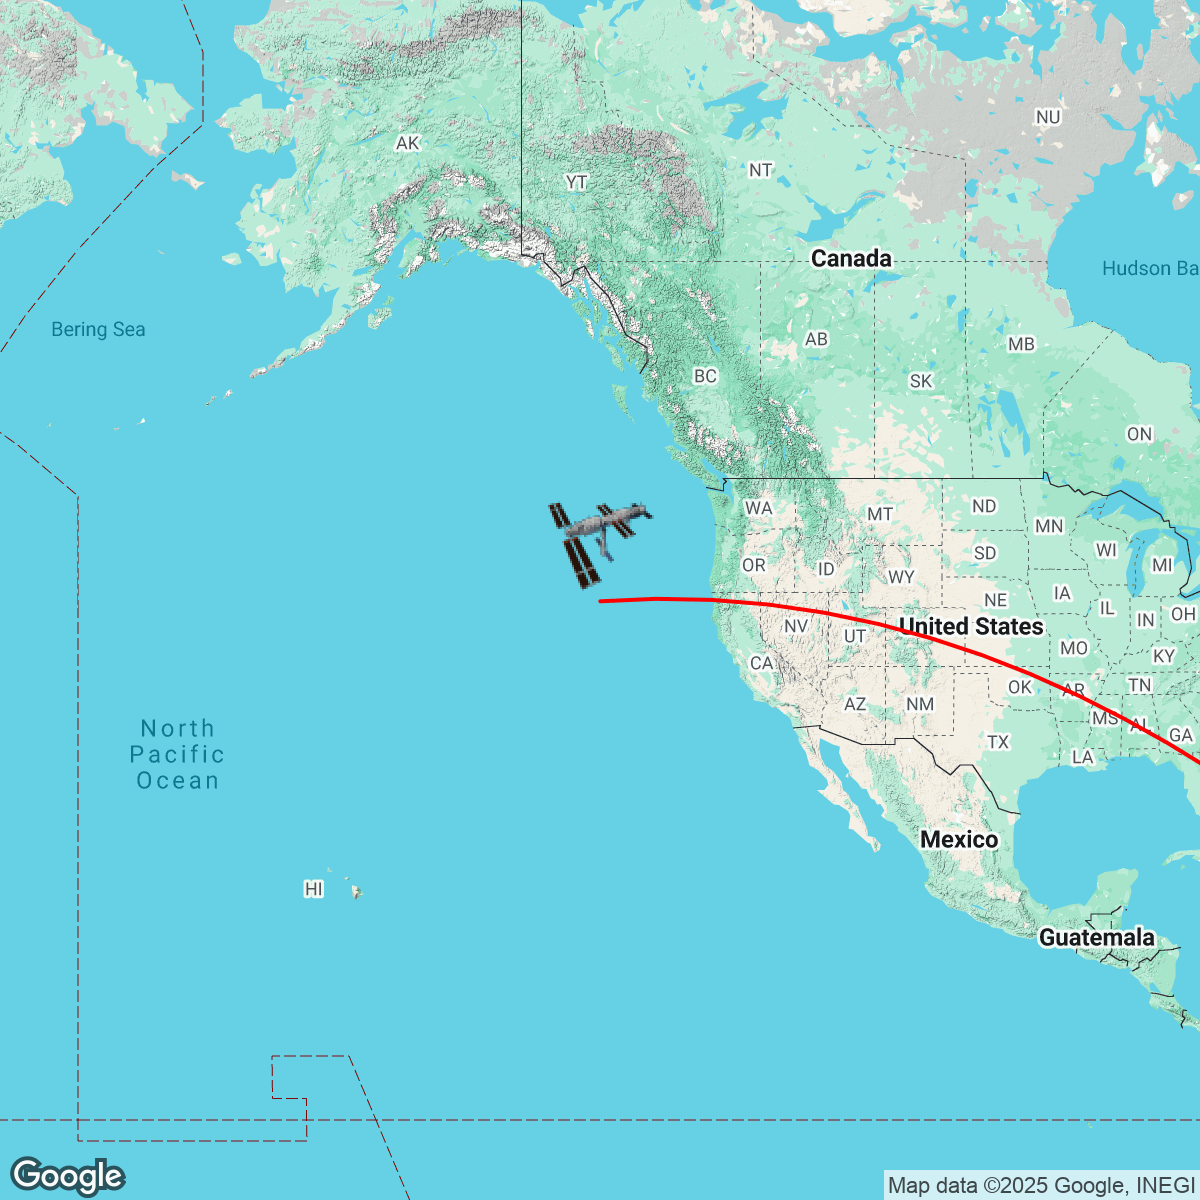 NU
AK
NT
YT
Canada
Hudson Ba
Bering Sea
AB
MB
BC
SK
ON
WA
MT
ND
MN
WI
SD
OR
ID
MI
WY
IA
NE
IL
OH
IN
NV
United States
UT
MO
KY
CA
OK
AR
TN
AZ
NM
MS
AL
GA
TX
LA
North
Pacific
Ocean
Mexico
HI
Guatemala
Google
Map data ©2025 Google, INEGI